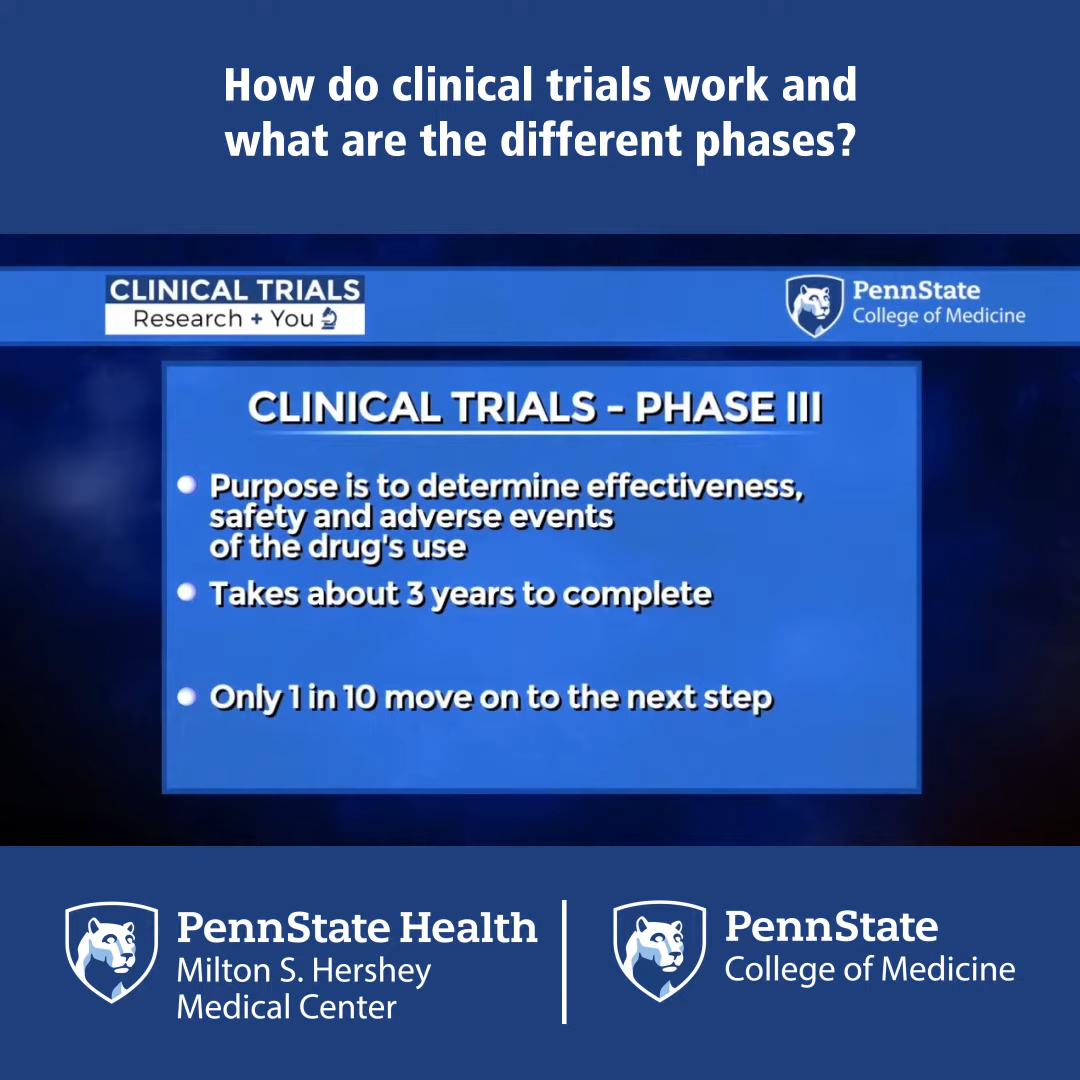 How do clinical trials work and
what are the different phases?
CLINICAL TRIALS
Research + You
PennState
College of Medicine
CLINICAL TRIALS - PHASE III
Purpose is to determine effectiveness,
safety and adverse events
of the drug's use
Takes about 3 years to complete
Only 1 in 10 move on to the next step
PennState Health
Milton S. Hershey
Medical Center
PennState
College of Medicine